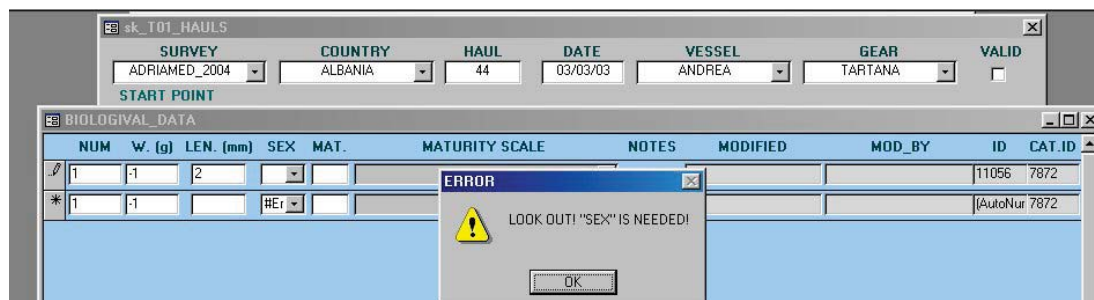 sk_T01_HAULS
SURVEY COUNTRY HAUL DATE VESSEL GEAR VALID
ADRIAMED_2004 ALBANIA 44 03/03/03 ANDREA TARTANA
START POINT
BIOLOGIVAL_DATA
NUM W. (g) LEN. (mm) SEX MAT. MATURITY SCALE NOTES MODIFIED MOD_BY ID CAT.ID
1 -1 2 11056 7872
1 -1 #Er (AutoNur 7872
ERROR
LOOK OUT! "SEX" IS NEEDED!
OK